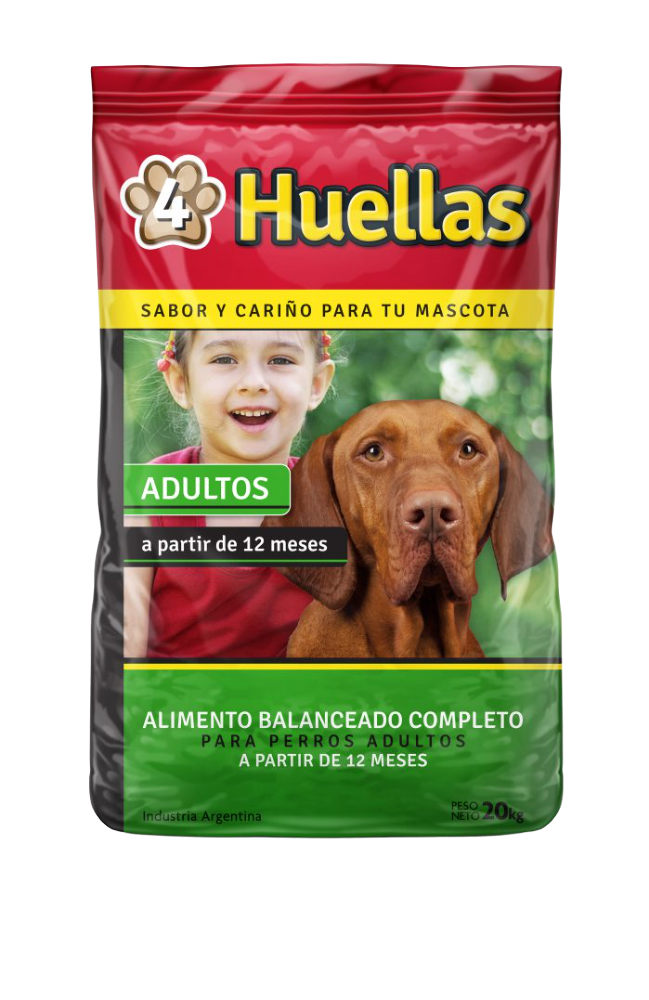 4 Huellas
SABOR Y CARIÑO PARA TU MASCOTA
ADULTOS
a partir de 12 meses
ALIMENTO BALANCEADO COMPLETO
PARA PERROS ADULTOS
A PARTIR DE 12 MESES
Industria Argentina
PESO NETO 20kg